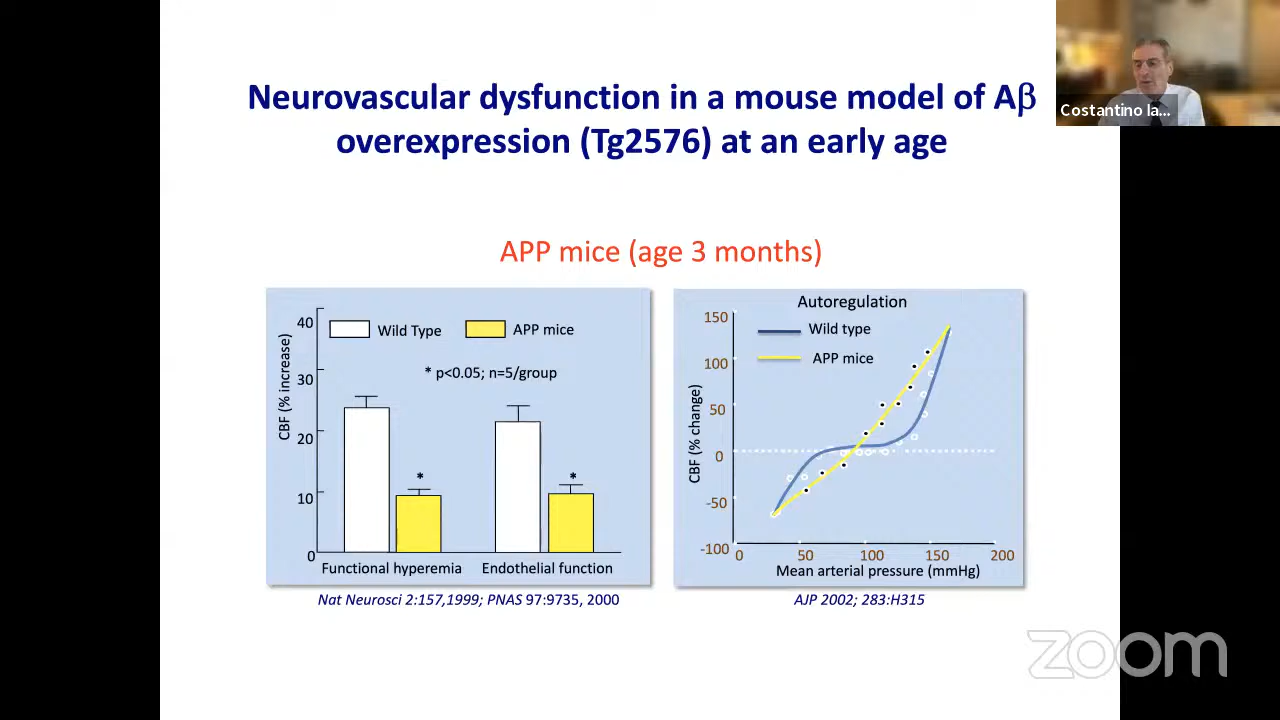 Neurovascular dysfunction in a mouse model of Aβ
overexpression (Tg2576) at an early age
Costantino Ia...
APP mice (age 3 months)
40
30
20
10
0
CBF (% increase)
Wild Type
APP mice
* p<0.05; n=5/group
*
*
Functional hyperemia
Endothelial function
Nat Neurosci 2:157,1999; PNAS 97:9735, 2000
Autoregulation
150
100
50
0
-50
-100
CBF (% change)
Wild type
APP mice
0 50 100 150 200
Mean arterial pressure (mmHg)
AJP 2002; 283:H315
zoom